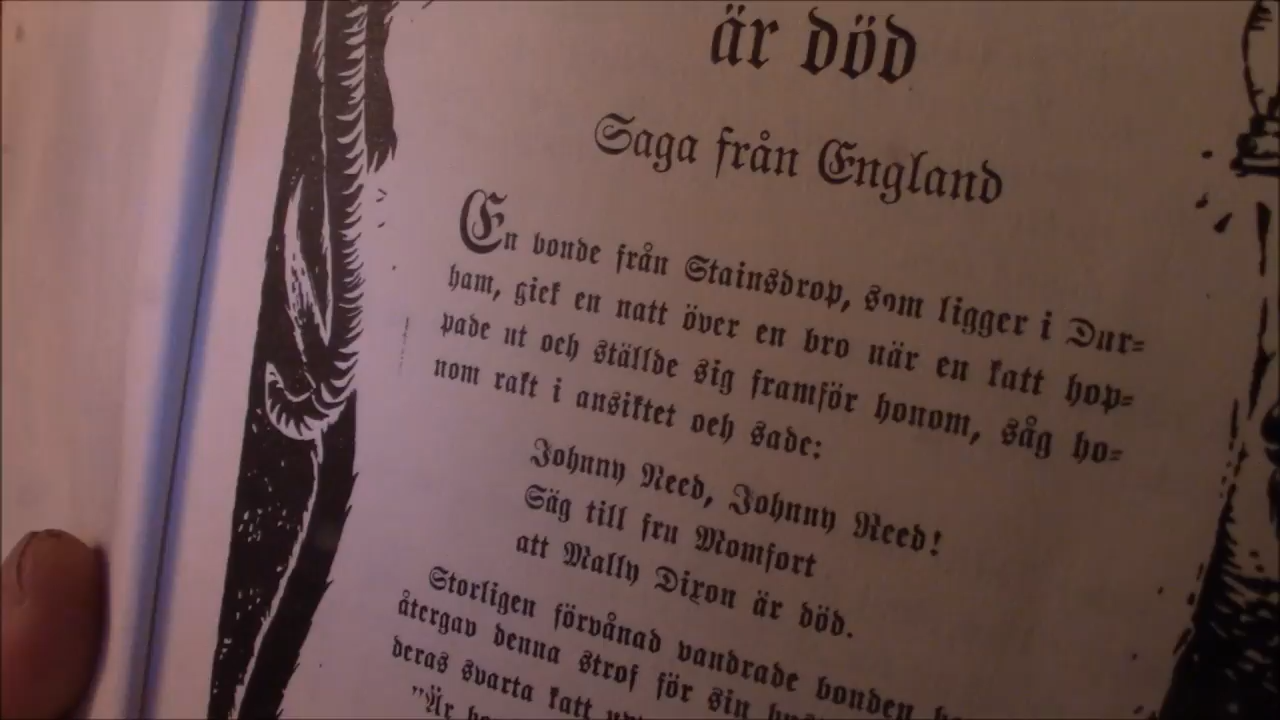 är död
Saga från England
En bonde från Stainsdrop, som ligger i Dur-
ham, gick en natt över en bro när en katt hop-
pade ut och ställde sig framför honom, såg ho-
nom rakt i ansiktet och sade:
Johnny Reed, Johnny Reed!
Säg till fru Momfort
att Mally Dixon är död.
Storligen förvånad vandrade bonden
återgav denna strof för sin
deras svarta katt
"Är